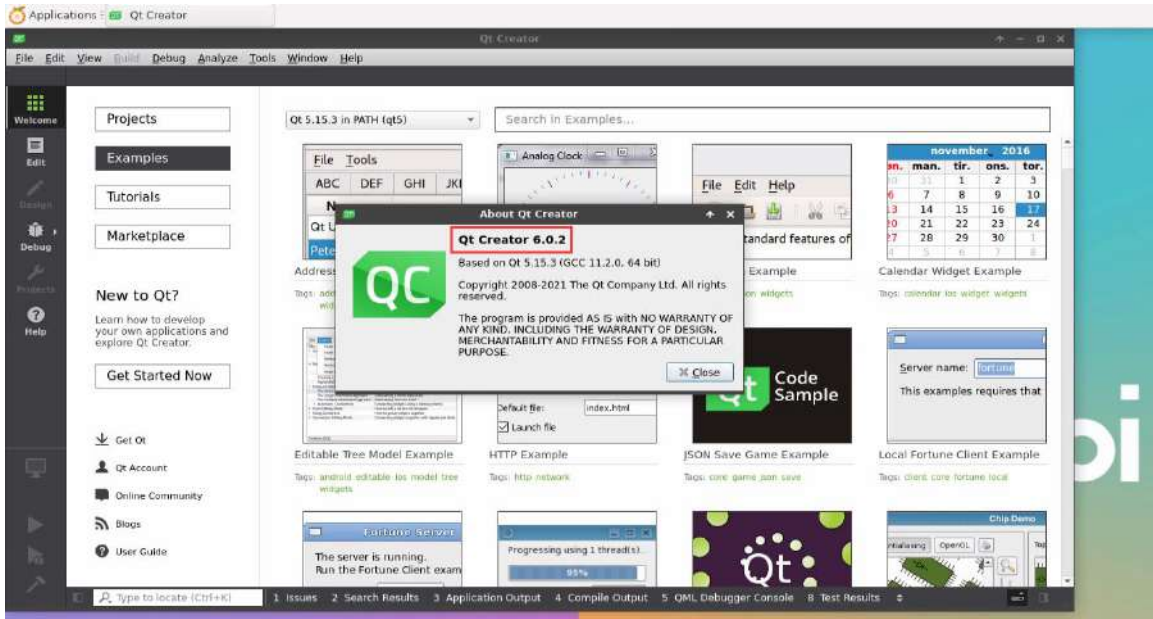 Applications
Qt Creator
Qt Creator
File Edit View Build Debug Analyze Tools Window Help
Welcome
Edit
Design
Debug
Projects
Help
Projects
Examples
Tutorials
Marketplace
New to Qt?
Learn how to develop
your own applications and
explore Qt Creator.
Get Started Now
Get Qt
Qt Account
Online Community
Blogs
User Guide
Qt 5.15.3 in PATH (qt5)
Search in Examples...
File Tools
ABC DEF GHI JKL
Analog Clock
File Edit Help
tandard features of
november 2016
man. tir. ons. tor.
31 1 2 3
7 8 9 10
14 15 16 17
21 22 23 24
28 29 30 1
About Qt Creator
QC
Qt Creator 6.0.2
Based on Qt 5.15.3 (GCC 11.2.0, 64 bit)
Copyright 2008-2021 The Qt Company Ltd. All rights
reserved.
The program is provided AS IS with NO WARRANTY OF
ANY KIND, INCLUDING THE WARRANTY OF DESIGN,
MERCHANTABILITY AND FITNESS FOR A PARTICULAR
PURPOSE.
Close
Address
Tags:
Example
widgets
Calendar Widget Example
Tags: calendar ios widget widgets
Default file: index.html
Launch file
Qt Code
Sample
Server name: fortune
This examples requires that
Editable Tree Model Example
Tags: android editable ios model tree
widgets
HTTP Example
Tags: http network
JSON Save Game Example
Tags: core game json save
Local Fortune Client Example
Tags: client core fortune local
Fortune Server
The server is running.
Run the Fortune Client exam
Progressing using 1 thread(s)...
95%
Qt
Chip Demo
OpenGL
pi
Type to locate (Ctrl+K)
1 Issues 2 Search Results 3 Application Output 4 Compile Output 5 QML Debugger Console 8 Test Results